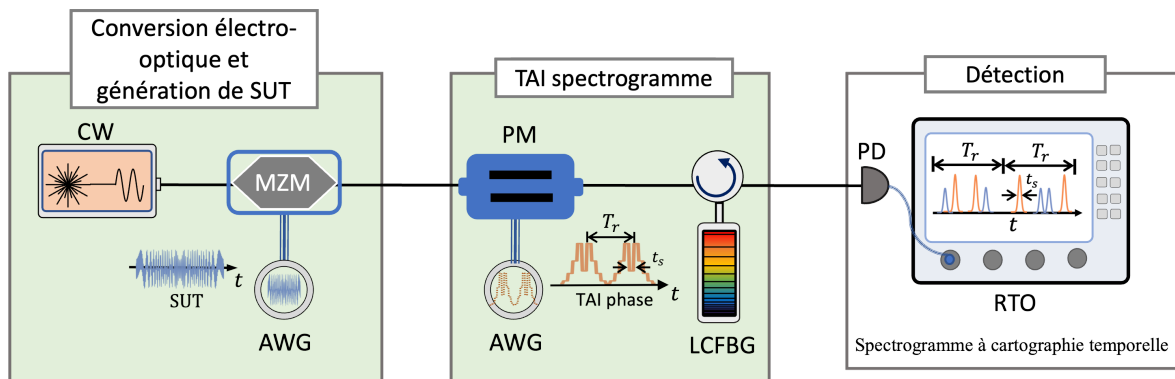 Conversion électro-
optique et
génération de SUT
CW
MZM
SUT
t
AWG
TAI spectrogramme
PM
T_r
t_s
TAI phase
t
AWG
LCFBG
Détection
PD
T_r
T_r
t_s
t
RTO
Spectrogramme à cartographie temporelle